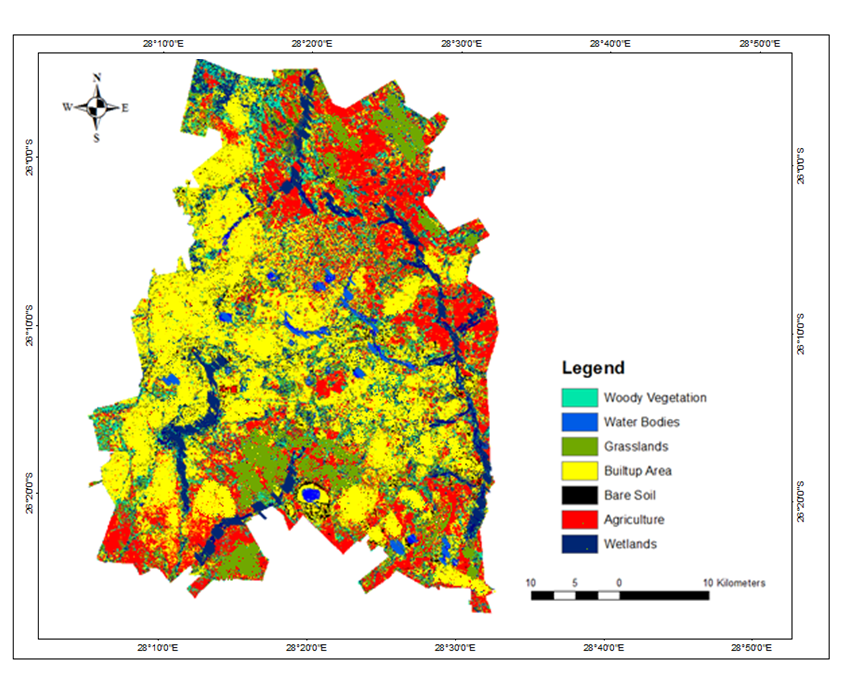 28°10'0"E 28°20'0"E 28°30'0"E 28°40'0"E 28°50'0"E
N
W E
S
26°0'0"S 26°0'0"S
26°10'0"S 26°10'0"S
Legend
Woody Vegetation
Water Bodies
Grasslands
Builtup Area
Bare Soil
Agriculture
Wetlands
26°20'0"S 26°20'0"S
10 5 0 10 Kilometers
28°10'0"E 28°20'0"E 28°30'0"E 28°40'0"E 28°50'0"E